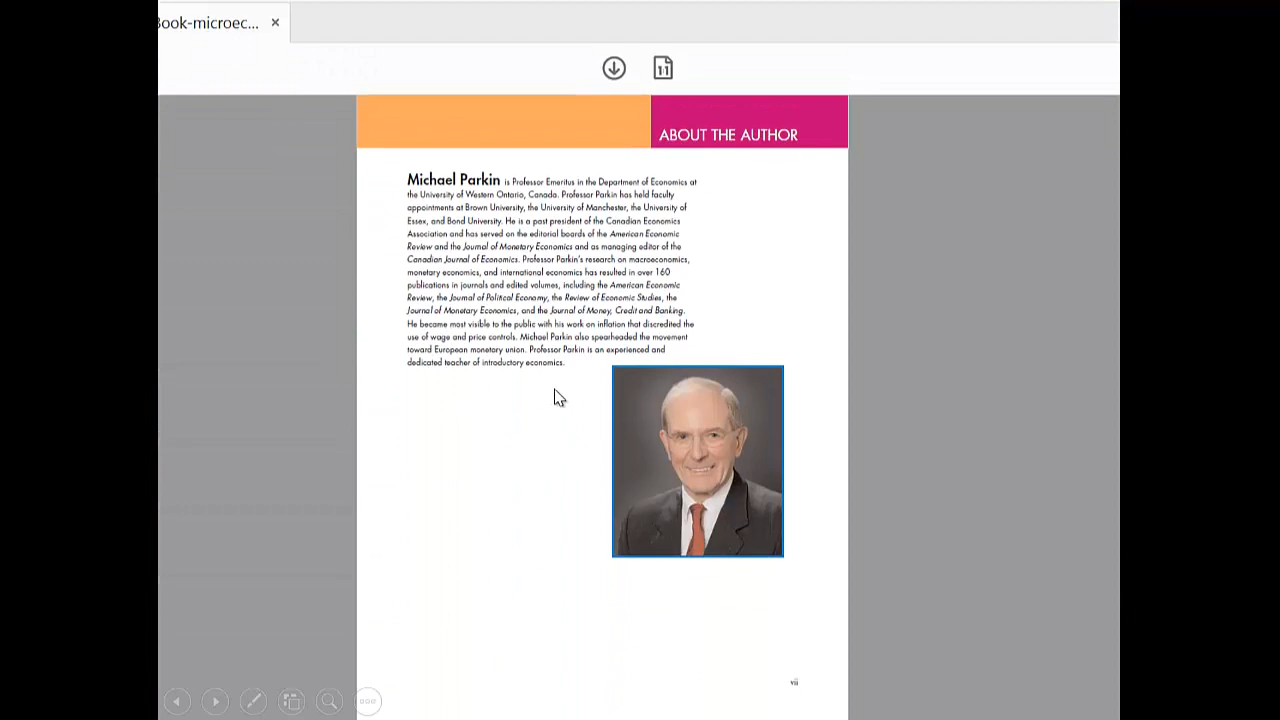 Book-microec...
ABOUT THE AUTHOR
Michael Parkin is Professor Emeritus in the Department of Economics at
the University of Western Ontario, Canada. Professor Parkin has held faculty
appointments at Brown University, the University of Manchester, the University of
Essex, and Bond University. He is a past president of the Canadian Economics
Association and has served on the editorial boards of the American Economic
Review and the Journal of Monetary Economics and as managing editor of the
Canadian Journal of Economics. Professor Parkin's research on macroeconomics,
monetary economics, and international economics has resulted in over 160
publications in journals and edited volumes, including the American Economic
Review, the Journal of Political Economy, the Review of Economic Studies, the
Journal of Monetary Economics, and the Journal of Money, Credit and Banking.
He became most visible to the public with his work on inflation that discredited the
use of wage and price controls. Michael Parkin also spearheaded the movement
toward European monetary union. Professor Parkin is an experienced and
dedicated teacher of introductory economics.
vii